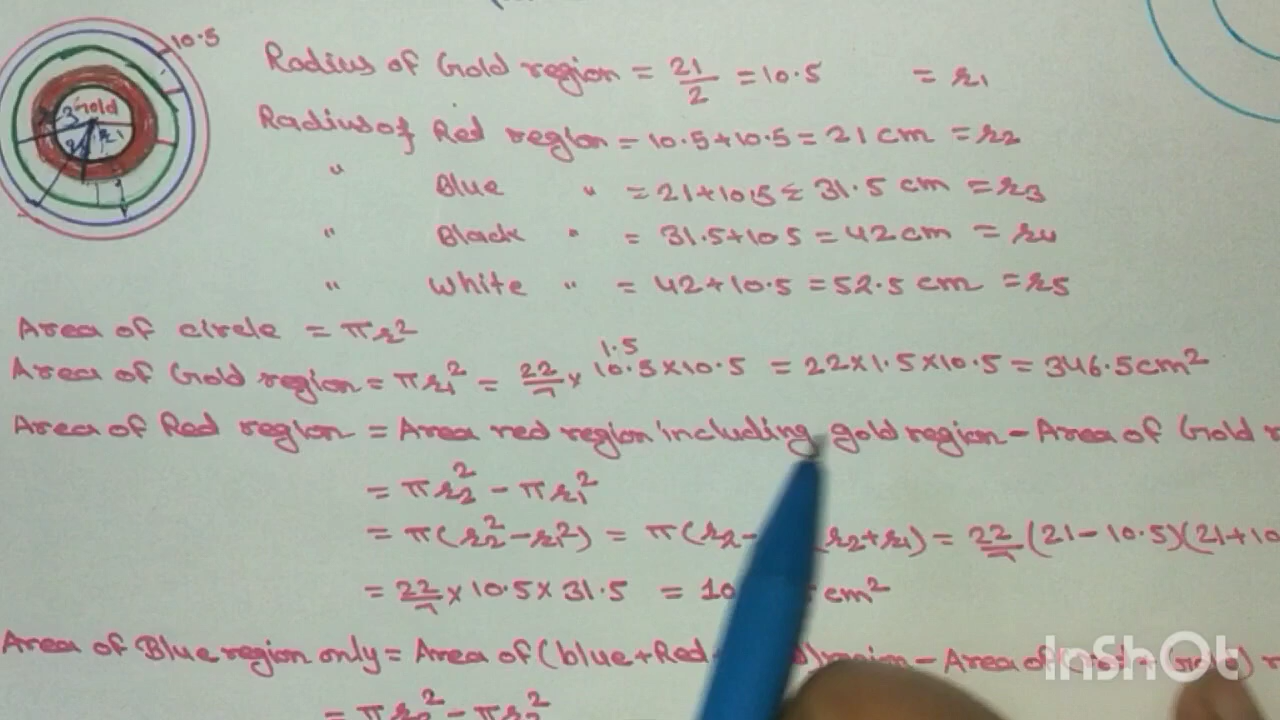 10.5
Radius of Gold region = 21/2 = 10.5 = r1
Gold
Radius of Red region = 10.5+10.5 = 21 cm = r2
" Blue " = 21+10.5 = 31.5 cm = r3
" Black " = 31.5+10 5 = 42 cm = r4
" White " = 42+10.5 = 52.5 cm = r5
Area of circle = πr²
1.5
Area of Gold region = πr1² = 22/7 × 10.5×10.5 = 22×1.5×10.5 = 346.5cm²
Area of Red region = Area red region including gold region - Area of Gold
= πr2² - πr1²
= π(r2²-r1²) = π(r2- r2+r1) = 22/7 (21-10.5)(21+10
= 22/7 × 10.5×31.5 = 10 cm²
Area of Blue region only = Area of (blue+Red - Area of Gold)
InShOt